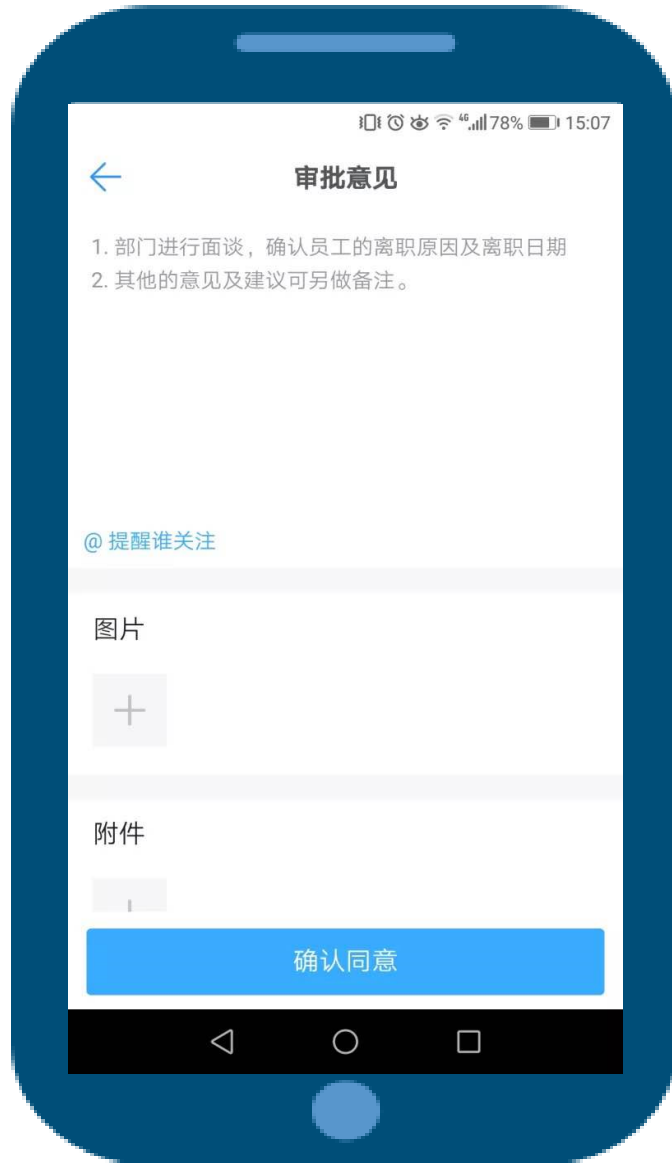 4G 78% 15:07
审批意见
1. 部门进行面谈，确认员工的离职原因及离职日期
2. 其他的意见及建议可另做备注。
@ 提醒谁关注
图片
附件
确认同意